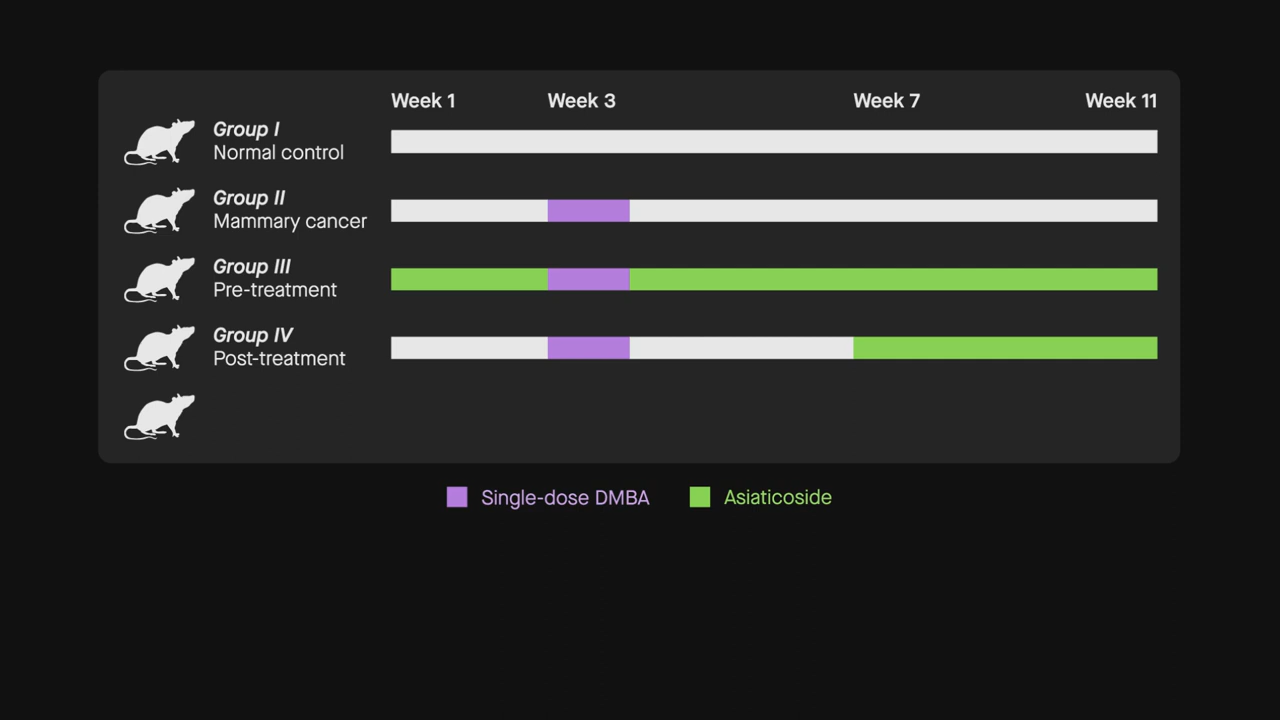 Week 1 Week 3 Week 7 Week 11
Group I
Normal control
Group II
Mammary cancer
Group III
Pre-treatment
Group IV
Post-treatment
Single-dose DMBA Asiaticoside